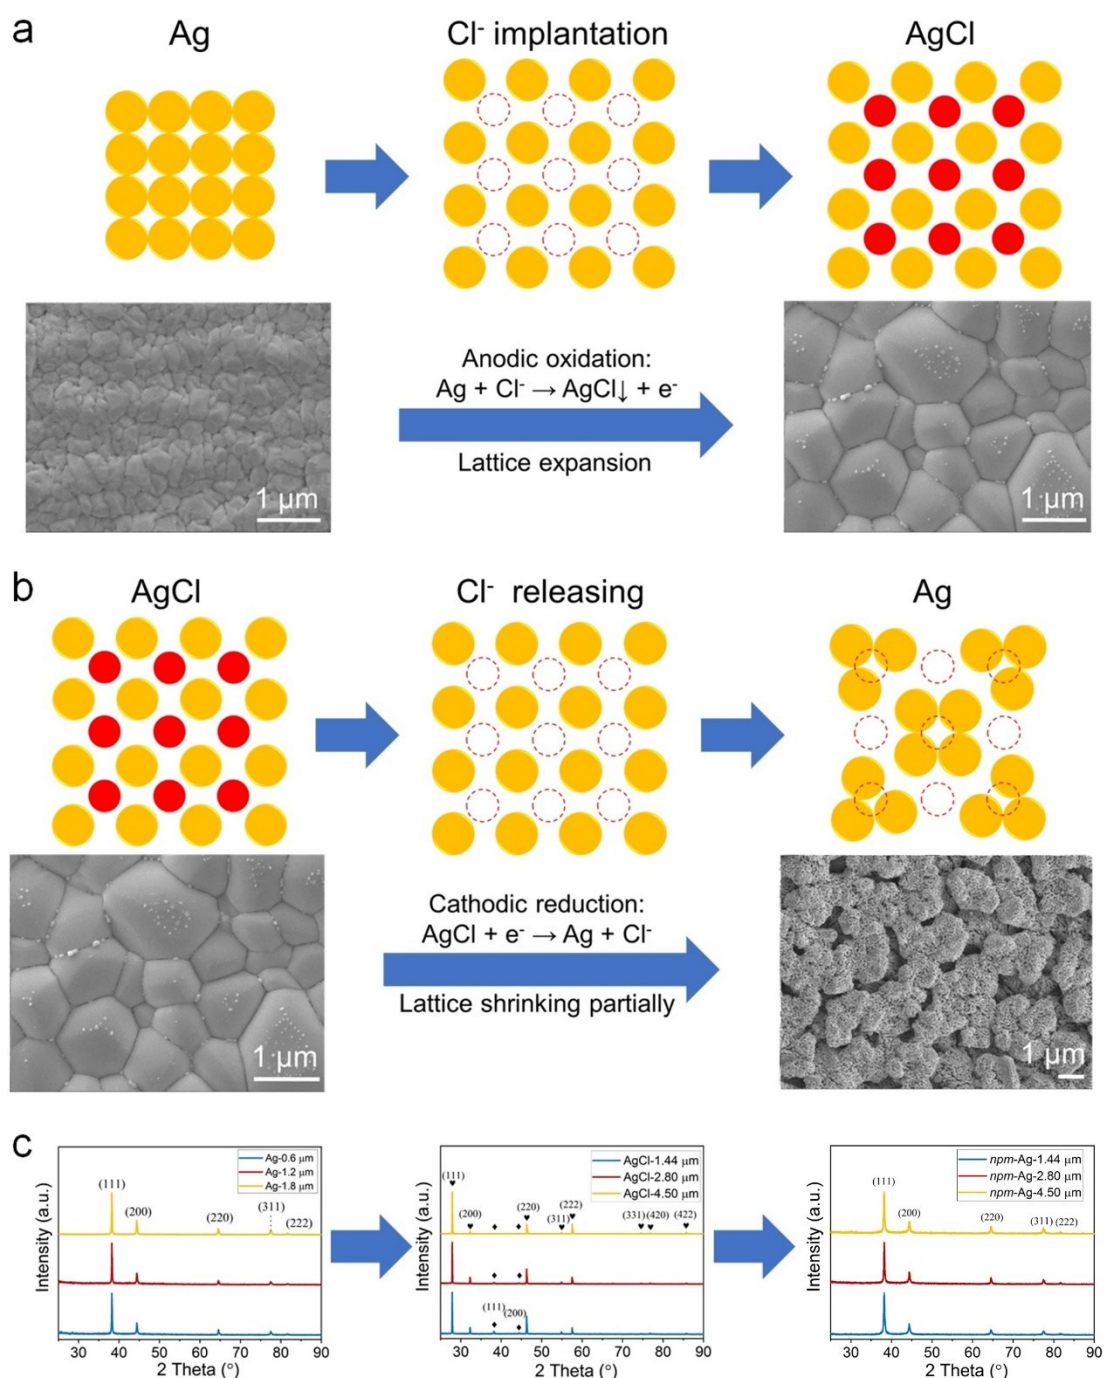 a
Ag
Cl⁻ implantation
AgCl
Anodic oxidation:
Ag + Cl⁻ → AgCl↓ + e⁻
Lattice expansion
1 μm
1 μm
b
AgCl
Cl⁻ releasing
Ag
Cathodic reduction:
AgCl + e⁻ → Ag + Cl⁻
Lattice shrinking partially
1 μm
1 μm
c
Intensity (a.u.)
Ag-0.6 μm
Ag-1.2 μm
Ag-1.8 μm
(111)
(200)
(220)
(311)
(222)
30 40 50 60 70 80 90
2 Theta (°)
Intensity (a.u.)
AgCl-1.44 μm
AgCl-2.80 μm
AgCl-4.50 μm
(111)
(200)
(220)
(311)
(222)
(331)
(420)
(422)
(111)
(200)
30 40 50 60 70 80 90
2 Theta (°)
Intensity (a.u.)
npm-Ag-1.44 μm
npm-Ag-2.80 μm
npm-Ag-4.50 μm
(111)
(200)
(220)
(311)
(222)
30 40 50 60 70 80 90
2 Theta (°)